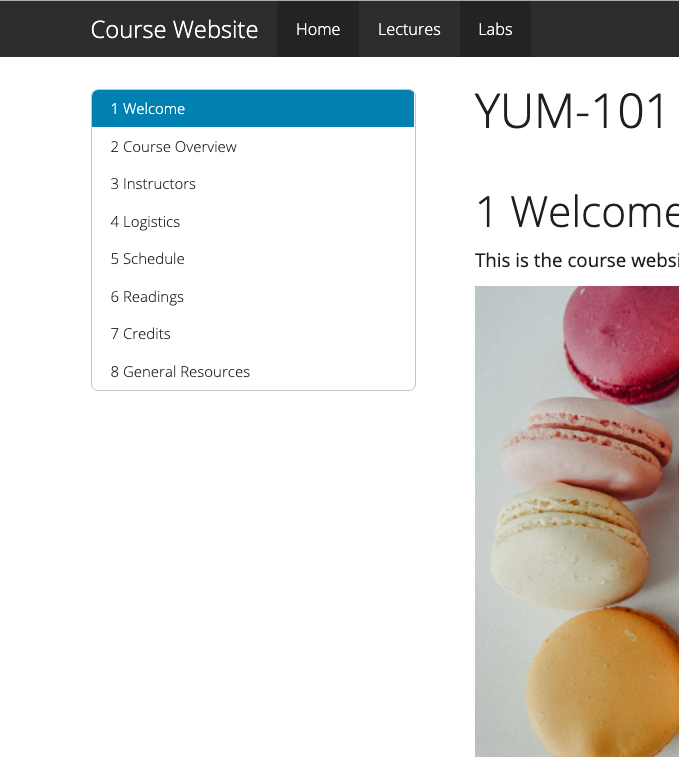 Course Website Home Lectures Labs
1 Welcome
2 Course Overview
3 Instructors
4 Logistics
5 Schedule
6 Readings
7 Credits
8 General Resources
YUM-101
1 Welcome
This is the course websi